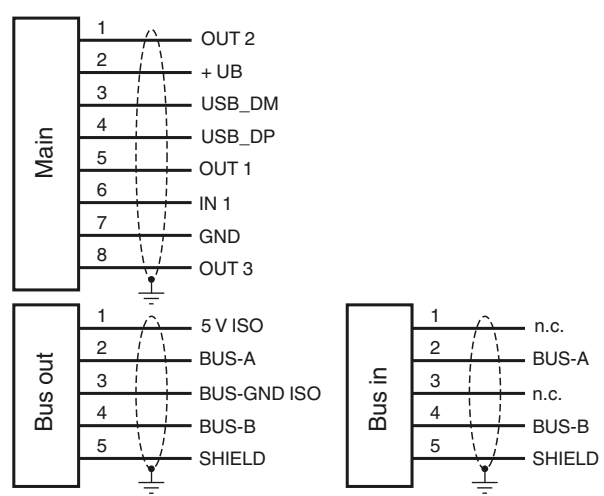 Main
1 OUT 2
2 + UB
3 USB_DM
4 USB_DP
5 OUT 1
6 IN 1
7 GND
8 OUT 3
Bus out
1 5 V ISO
2 BUS-A
3 BUS-GND ISO
4 BUS-B
5 SHIELD
Bus in
1 n.c.
2 BUS-A
3 n.c.
4 BUS-B
5 SHIELD